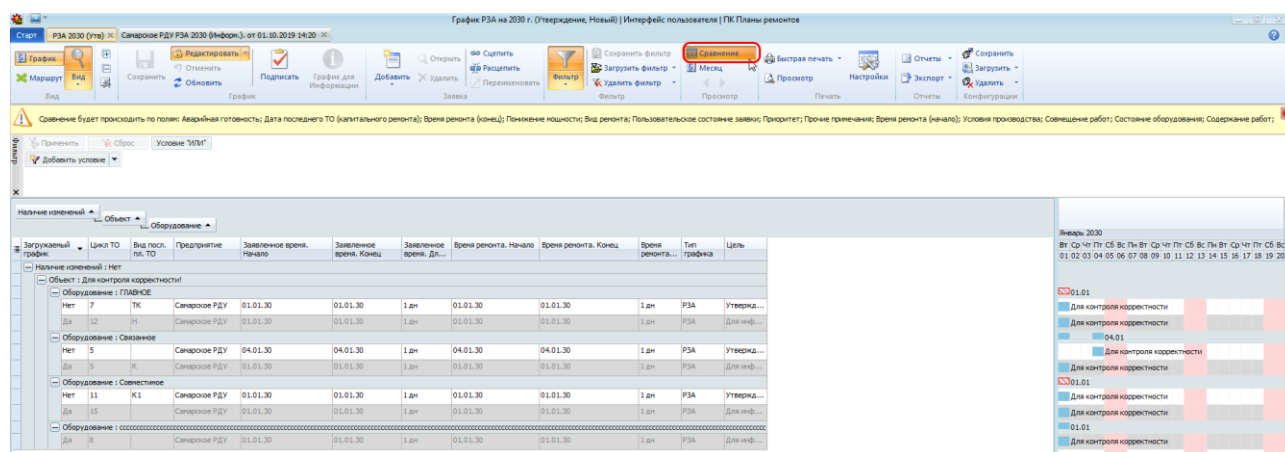 График РЗА на 2030 г. (Утверждение, Новый) | Интерфейс пользователя | ПК Планы ремонтов
Старт РЗА 2030 (Утв) Самарское РДУ РЗА 2030 (Информ.). от 01.10.2019 14:20
График Редактировать Открыть Сцепить Сохранить фильтр Сравнение Быстрая печать Отчеты Сохранить
Отменить Расцепить Загрузить фильтр Месяц Загрузить
Маршрут Вид Сохранить Обновить Подписать График для Информации Добавить Удалить Переименовать Фильтр Удалить фильтр Просмотр Настройки Экспорт Удалить
Вид График Заявка Фильтр Просмотр Печать Отчеты Конфигурации
Сравнение будет происходить по полям: Аварийная готовность; Дата последнего ТО (капитального ремонта); Время ремонта (конец); Понижение мощности; Вид ремонта; Пользовательское состояние заявки; Приоритет; Прочие примечания; Время ремонта (начало); Условия производства; Совмещение работ; Состояние оборудования; Содержание работ;
Фильтр
Применить Сброс Условие "ИЛИ"
Добавить условие
Наличие изменений
Объект
Оборудование
Январь 2030
Загружаемый график Цикл ТО Вид посл. пл. ТО Предприятие Заявленное время. Начало Заявленное время. Конец Заявленное время. Дл... Время ремонта. Начало Время ремонта. Конец Время ремонта... Тип графика Цель
Вт Ср Чт Пт Сб Вс Пн Вт Ср Чт Пт Сб Вс Пн Вт Ср Чт Пт Сб Вс
01 02 03 04 05 06 07 08 09 10 11 12 13 14 15 16 17 18 19 20
Наличие изменений : Нет
Объект : Для контроля корректности!
Оборудование : ГЛАВНОЕ 01.01
Нет 7 ТК Самарское РДУ 01.01.30 01.01.30 1 дн 01.01.30 01.01.30 1 дн РЗА Утвержд... Для контроля корректности
Да 12 Н Самарское РДУ 01.01.30 01.01.30 1 дн 01.01.30 01.01.30 1 дн РЗА Для инф... Для контроля корректности
Оборудование : Связанное 04.01
Нет 5 Самарское РДУ 04.01.30 04.01.30 1 дн 04.01.30 04.01.30 1 дн РЗА Утвержд... Для контроля корректности
Да 5 К Самарское РДУ 01.01.30 01.01.30 1 дн 01.01.30 01.01.30 1 дн РЗА Для инф... Для контроля корректности
Оборудование : Совместимое 01.01
Нет 11 К1 Самарское РДУ 01.01.30 01.01.30 1 дн 01.01.30 01.01.30 1 дн РЗА Утвержд... Для контроля корректности
Да 15 Самарское РДУ 01.01.30 01.01.30 1 дн 01.01.30 01.01.30 1 дн РЗА Для инф... Для контроля корректности
Оборудование : 01.01
Да 8 Самарское РДУ 01.01.30 01.01.30 1 дн 01.01.30 01.01.30 1 дн РЗА Для инф... Для контроля корректности